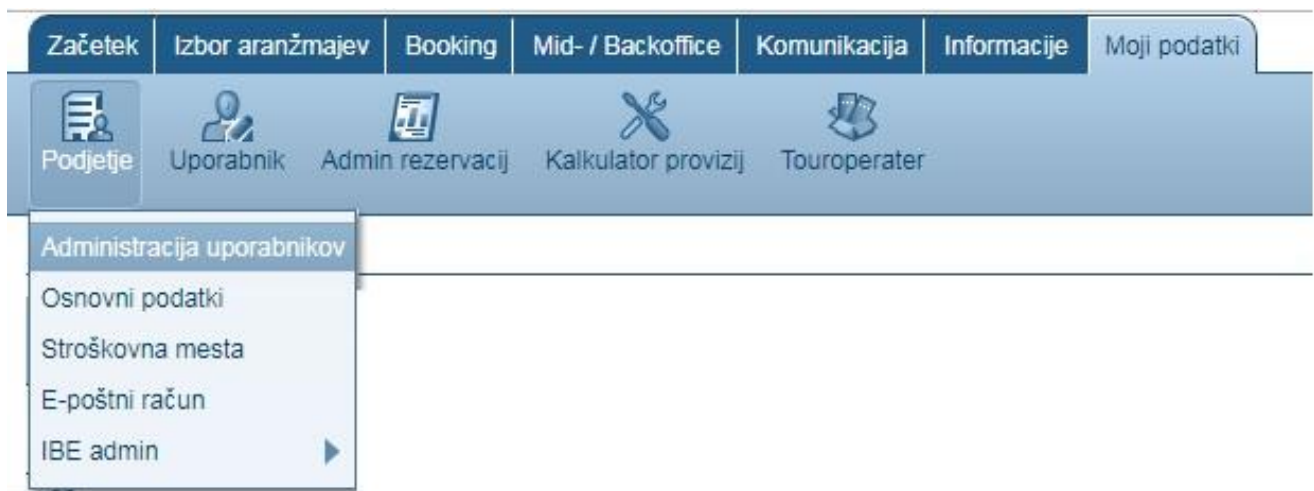 Začetek Izbor aranžmajev Booking Mid- / Backoffice Komunikacija Informacije Moji podatki
Podjetje Uporabnik Admin rezervacij Kalkulator provizij Touroperater
Administracija uporabnikov
Osnovni podatki
Stroškovna mesta
E-poštni račun
IBE admin